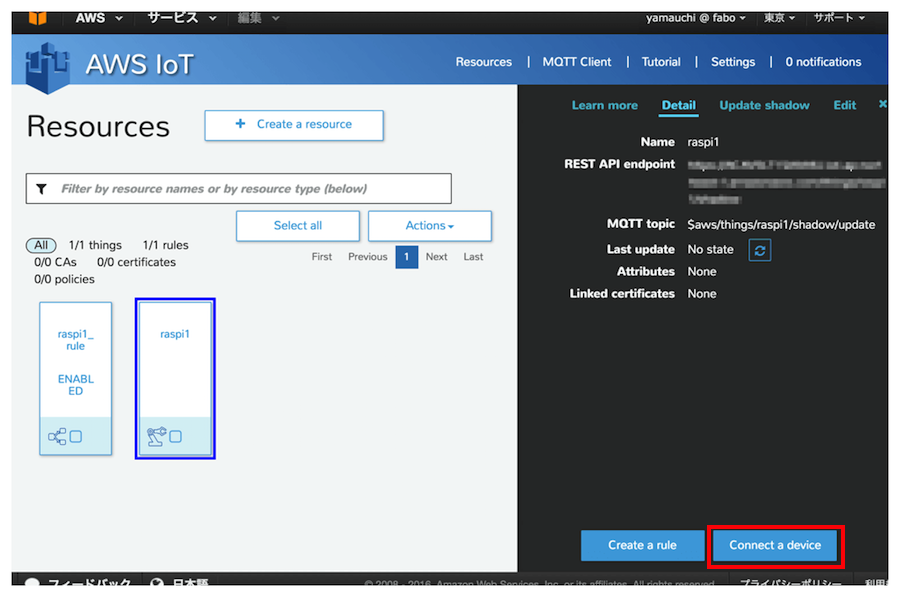 AWS サービス 編集 yamauchi @ fabo 東京 サポート
AWS IoT
Resources | MQTT Client | Tutorial | Settings | 0 notifications
Resources
+ Create a resource
Filter by resource names or by resource type (below)
Select all
Actions
All 1/1 things 1/1 rules
0/0 CAs 0/0 certificates
0/0 policies
First Previous 1 Next Last
raspi1_
rule
ENABL
ED
raspi1
Learn more Detail Update shadow Edit ×
Name raspi1
REST API endpoint
MQTT topic $aws/things/raspi1/shadow/update
Last update No state
Attributes None
Linked certificates None
Create a rule
Connect a device
フィードバック 日本語 © 2008 - 2016, Amazon Web Services, Inc. or its affiliates. All rights reserved. プライバシーポリシー 利用